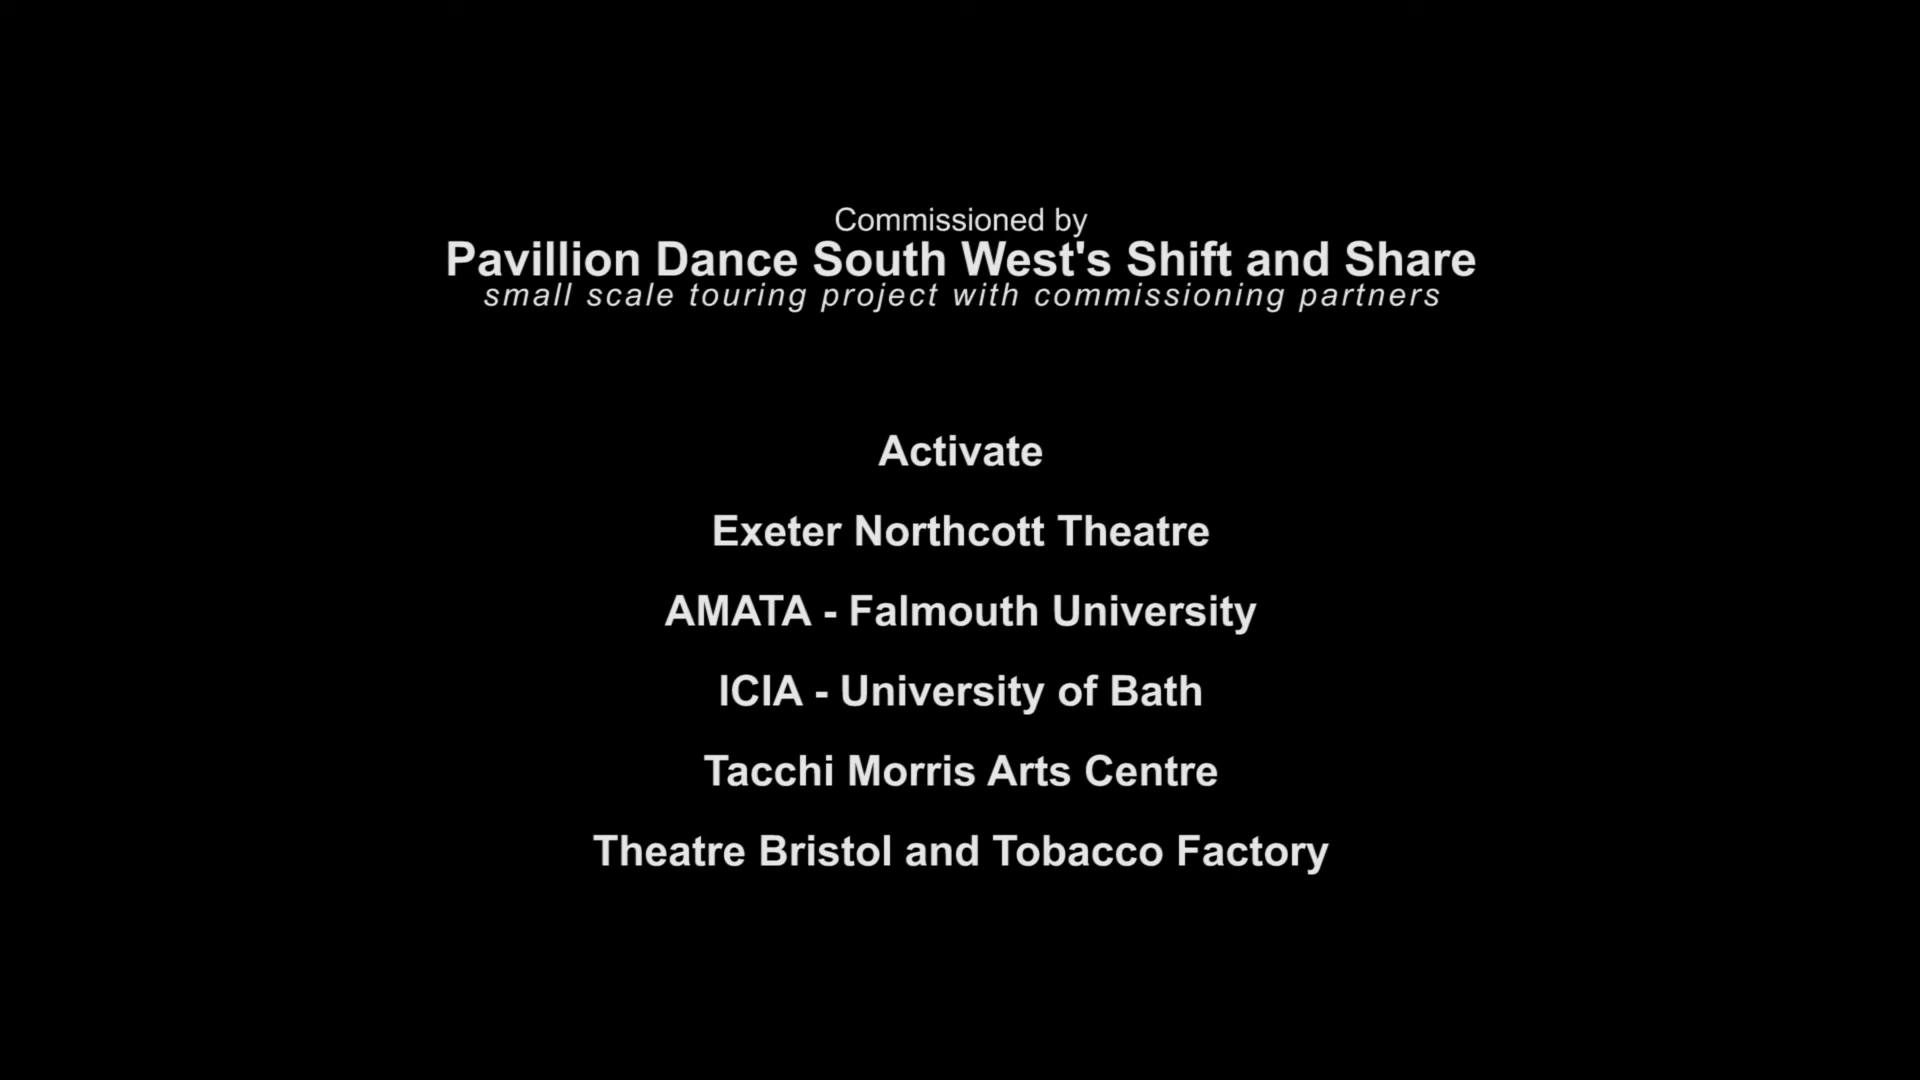 Commissioned by
Pavillion Dance South West's Shift and Share
small scale touring project with commissioning partners
Activate
Exeter Northcott Theatre
AMATA - Falmouth University
ICIA - University of Bath
Tacchi Morris Arts Centre
Theatre Bristol and Tobacco Factory